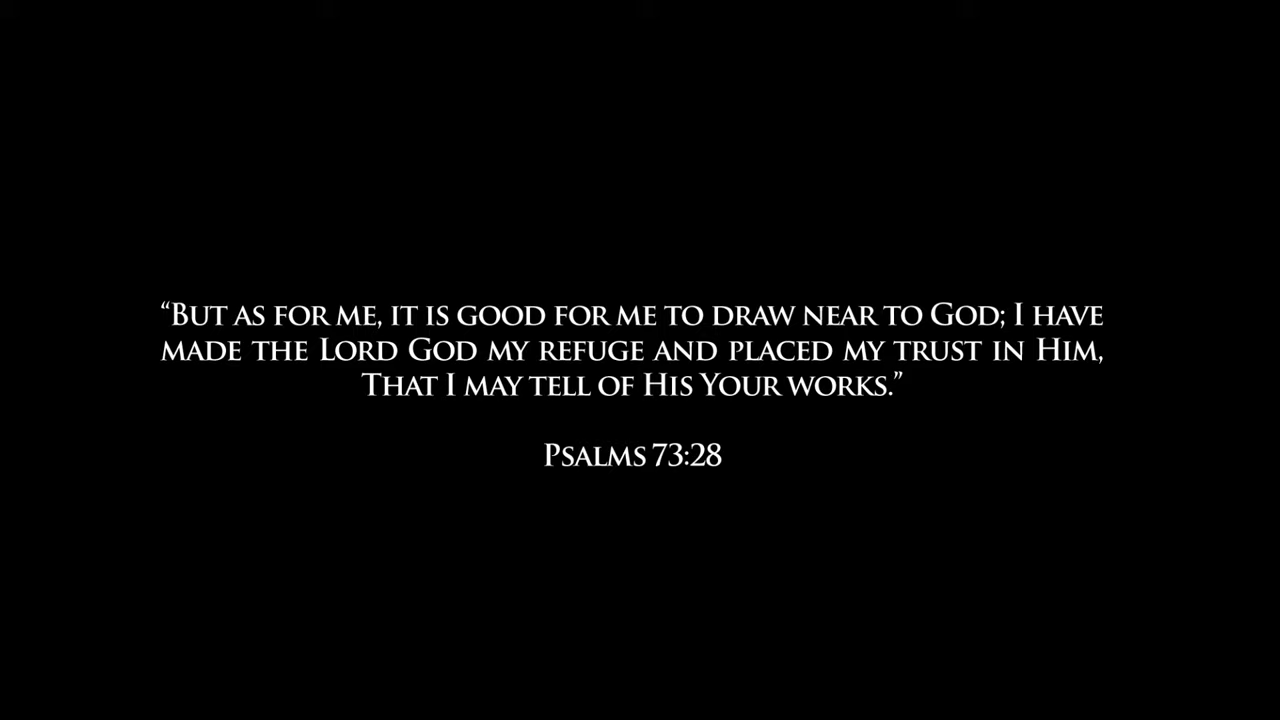 “But as for me, it is good for me to draw near to God; I have
made the Lord God my refuge and placed my trust in Him,
That I may tell of His Your works.”
Psalms 73:28